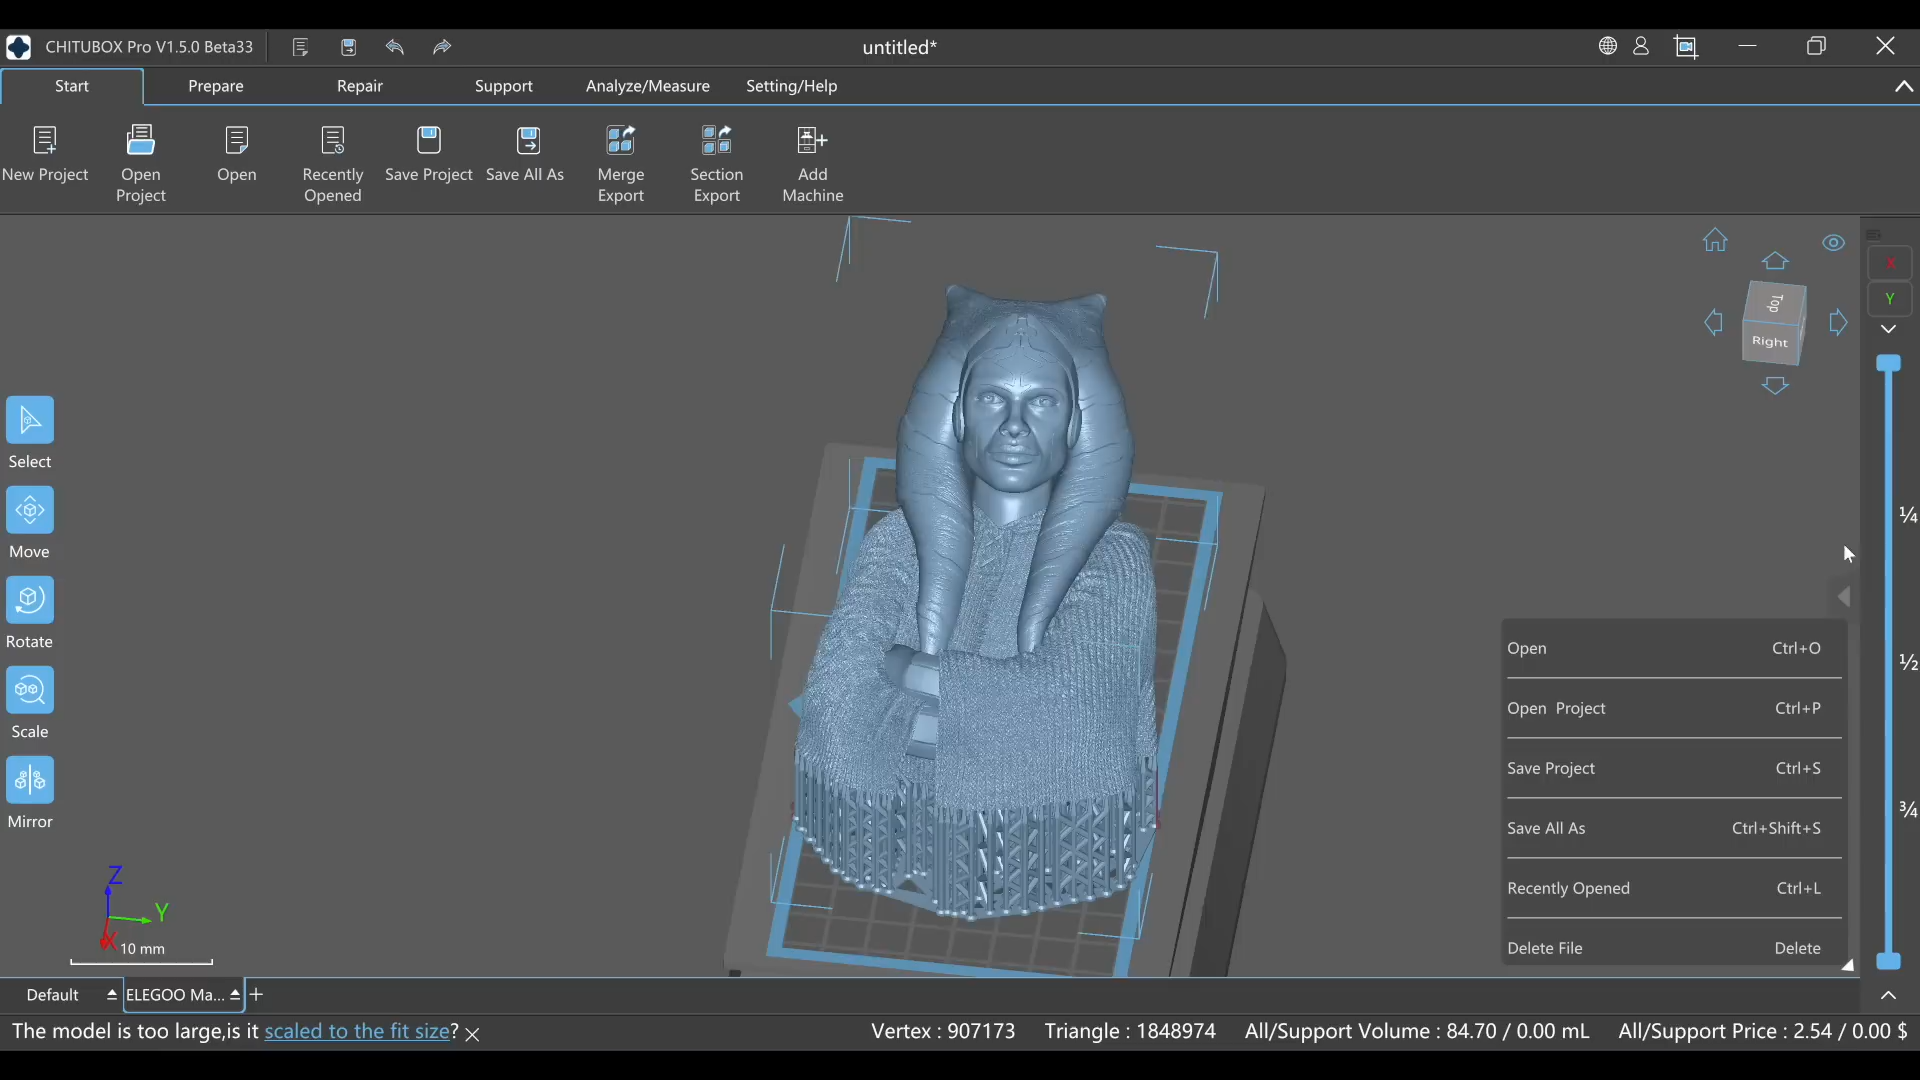 CHITUBOX Pro V1.5.0 Beta33
untitled*
Start
Prepare
Repair
Support
Analyze/Measure
Setting/Help
New Project
Open
Project
Open
Recently
Opened
Save Project
Save All As
Merge
Export
Section
Export
Add
Machine
Top
Right
X
Y
1/4
1/2
3/4
Select
Move
Rotate
Scale
Mirror
Open Ctrl+O
Open Project Ctrl+P
Save Project Ctrl+S
Save All As Ctrl+Shift+S
Recently Opened Ctrl+L
Delete File Delete
Z
Y
X
10 mm
Default
ELEGOO Ma...
The model is too large,is it scaled to the fit size?
Vertex : 907173
Triangle : 1848974
All/Support Volume : 84.70 / 0.00 mL
All/Support Price : 2.54 / 0.00 $